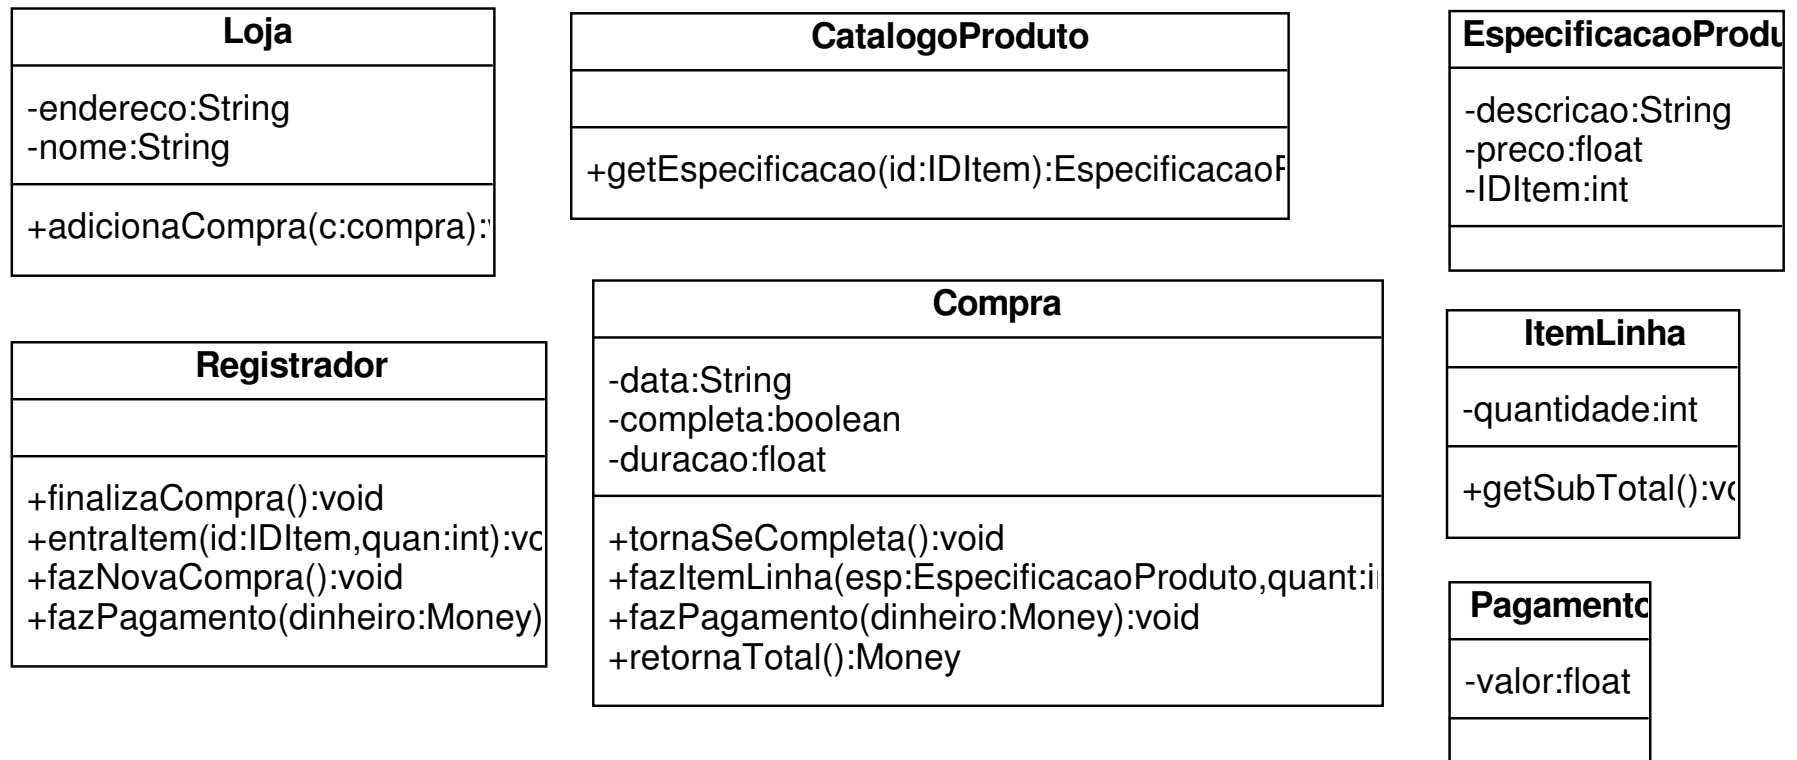 Loja
-endereco:String
-nome:String
+adicionaCompra(c:compra):
CatalogoProduto
+getEspecificacao(id:IDItem):Especificacao
EspecificacaoProdu
-descricao:String
-preco:float
-IDItem:int
Registrador
+finalizaCompra():void
+entraItem(id:IDItem,quan:int):vo
+fazNovaCompra():void
+fazPagamento(dinheiro:Money)
Compra
-data:String
-completa:boolean
-duracao:float
+tornaSeCompleta():void
+fazItemLinha(esp:EspecificacaoProduto,quant:i
+fazPagamento(dinheiro:Money):void
+retornaTotal():Money
ItemLinha
-quantidade:int
+getSubTotal():vo
Pagamento
-valor:float